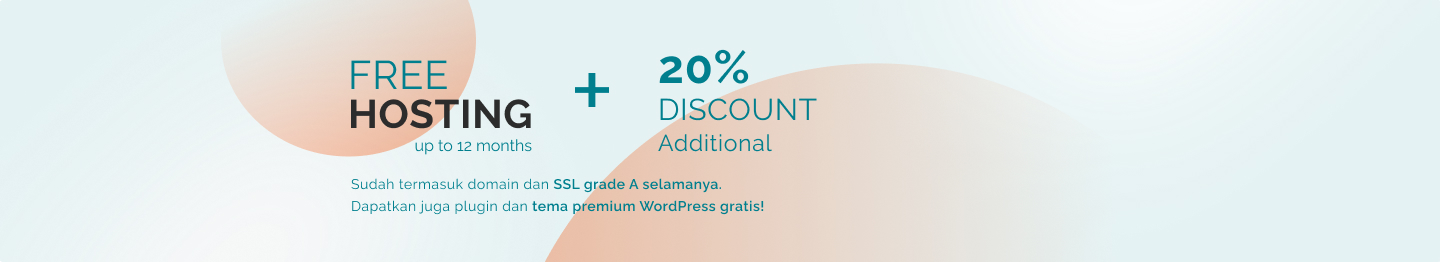 FREE
HOSTING
up to 12 months
+
20%
DISCOUNT
Additional
Sudah termasuk domain dan SSL grade A selamanya.
Dapatkan juga plugin dan tema premium WordPress gratis!